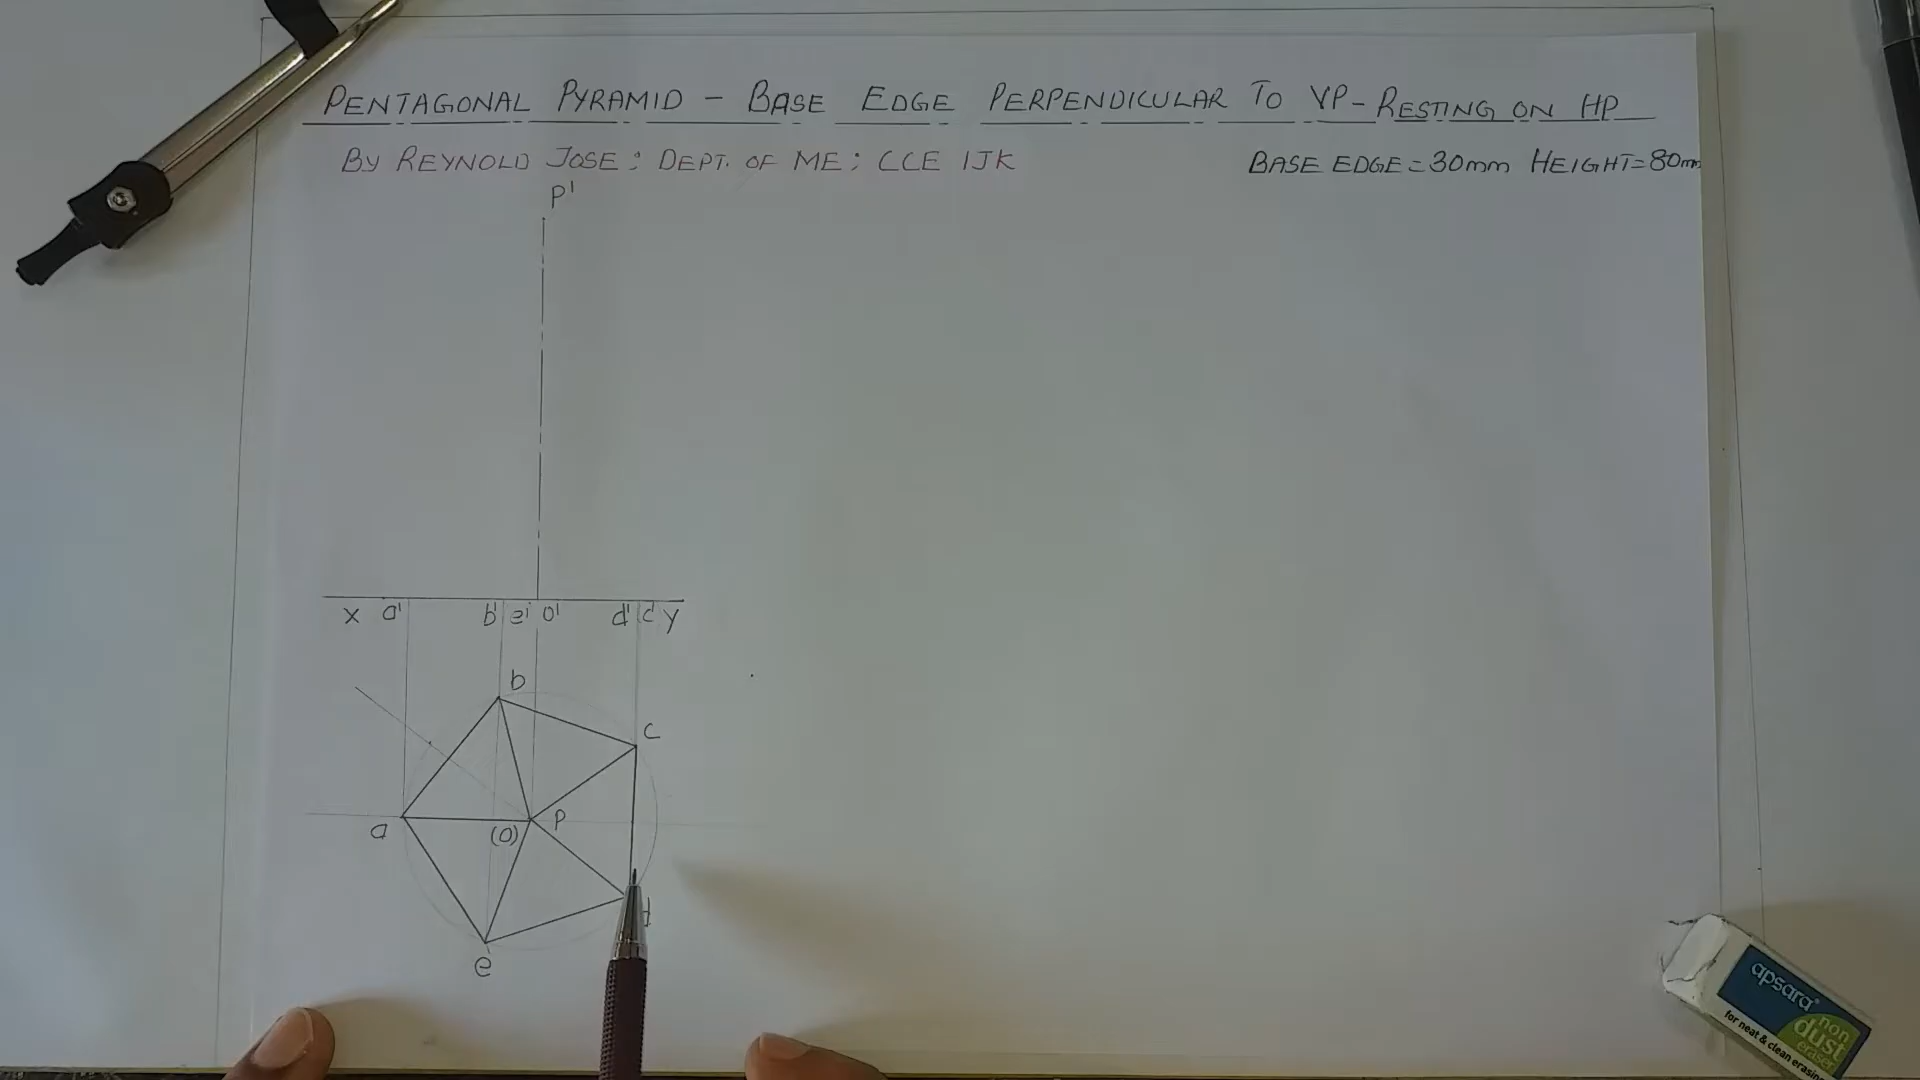 PENTAGONAL PYRAMID - BASE EDGE PERPENDICULAR TO VP - RESTING ON HP
By REYNOLD JOSE : DEPT. OF ME ; CCE IJK
BASE EDGE = 30mm HEIGHT = 80m
P'
X a' b' e' o' d' c' y
b
c
a (O) P
d
e
apsara
non
dust
eraser
for neat & clean erasing